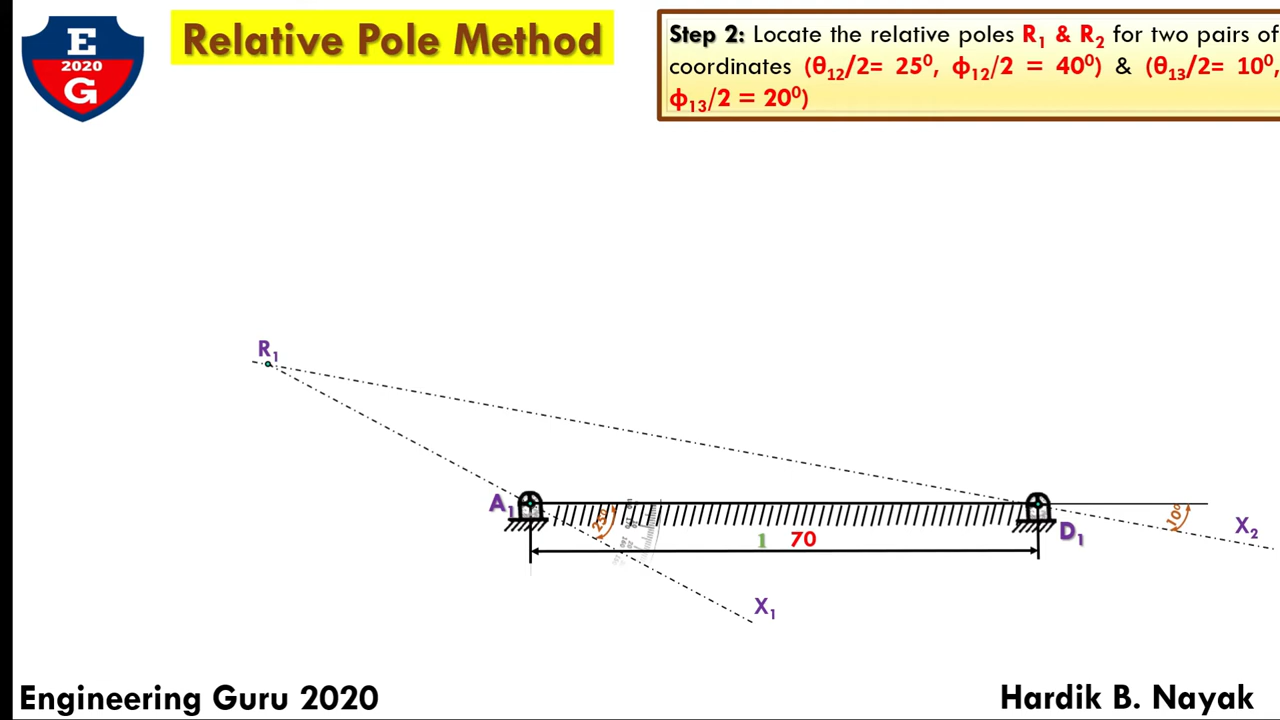 E
2020
G
Relative Pole Method
Step 2: Locate the relative poles R₁ & R₂ for two pairs of
coordinates (θ₁₂/2= 25⁰, ϕ₁₂/2 = 40⁰) & (θ₁₃/2= 10⁰,
ϕ₁₃/2 = 20⁰)
R₁
A₁
25⁰
10⁰
X₂
D₁
1 70
X₁
Engineering Guru 2020
Hardik B. Nayak